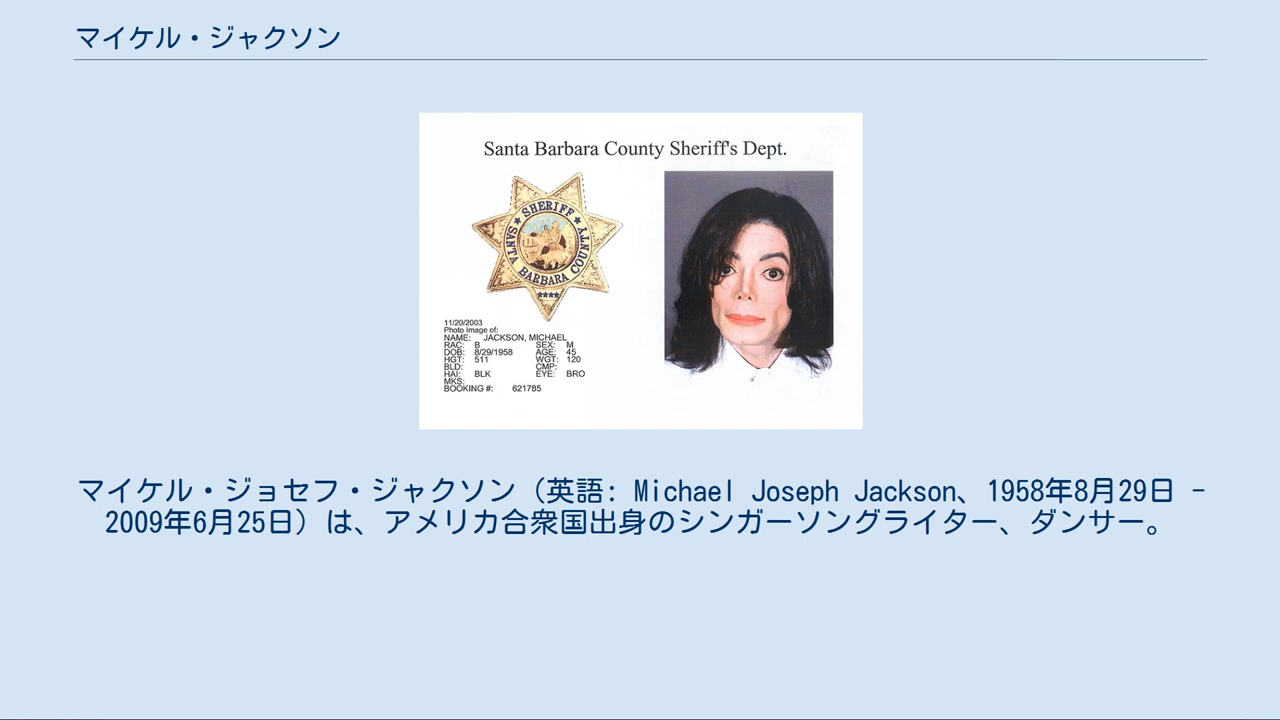 マイケル・ジャクソン
Santa Barbara County Sheriff's Dept.
SHERIFF
SANTA BARBARA COUNTY
11/20/2003
Photo Image of:
NAME: JACKSON, MICHAEL
RAC: B SEX: M
DOB: 8/29/1958 AGE: 45
HGT: 511 WGT: 120
BLD: CMP:
HAI: BLK EYE: BRO
MKS:
BOOKING #: 621785
マイケル・ジョセフ・ジャクソン（英語: Michael Joseph Jackson、1958年8月29日 -
2009年6月25日）は、アメリカ合衆国出身のシンガーソングライター、ダンサー。